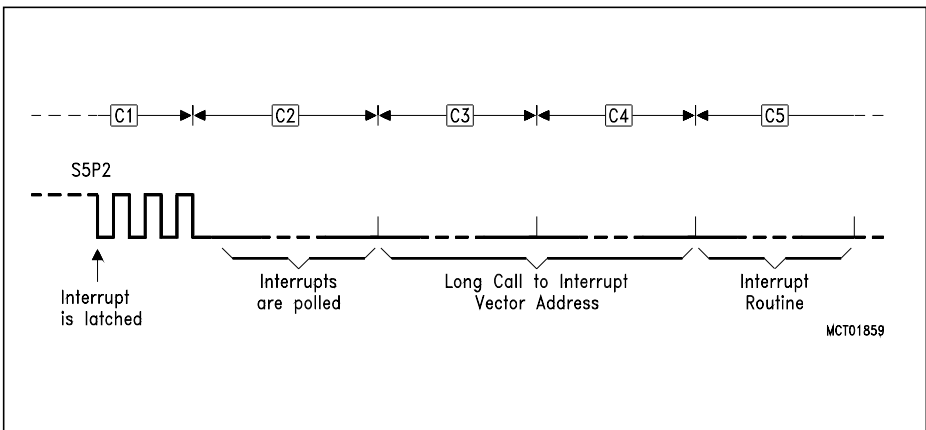 C1
C2
C3
C4
C5
S5P2
Interrupt
is latched
Interrupts
are polled
Long Call to Interrupt
Vector Address
Interrupt
Routine
MCT01859